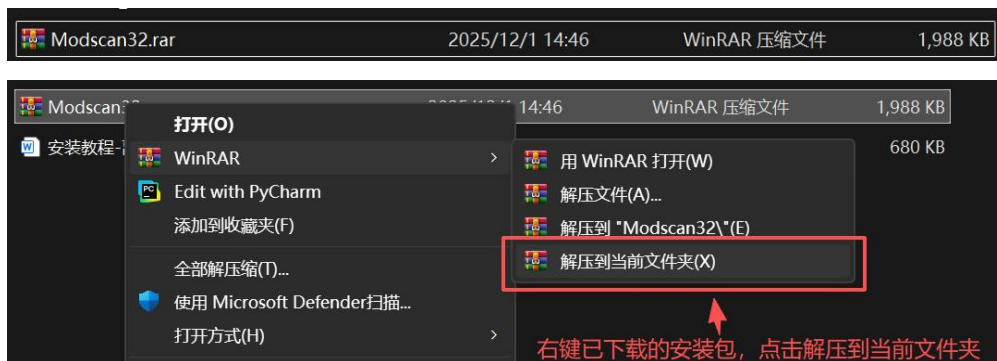 Modscan32.rar 2025/12/1 14:46 WinRAR 压缩文件 1,988 KB
Modscan 14:46 WinRAR 压缩文件 1,988 KB
安装教程 680 KB
打开(O)
WinRAR
Edit with PyCharm
添加到收藏夹(F)
全部解压缩(T)...
使用 Microsoft Defender扫描...
打开方式(H)
用 WinRAR 打开(W)
解压文件(A)...
解压到 "Modscan32\"(E)
解压到当前文件夹(X)
右键已下载的安装包，点击解压到当前文件夹